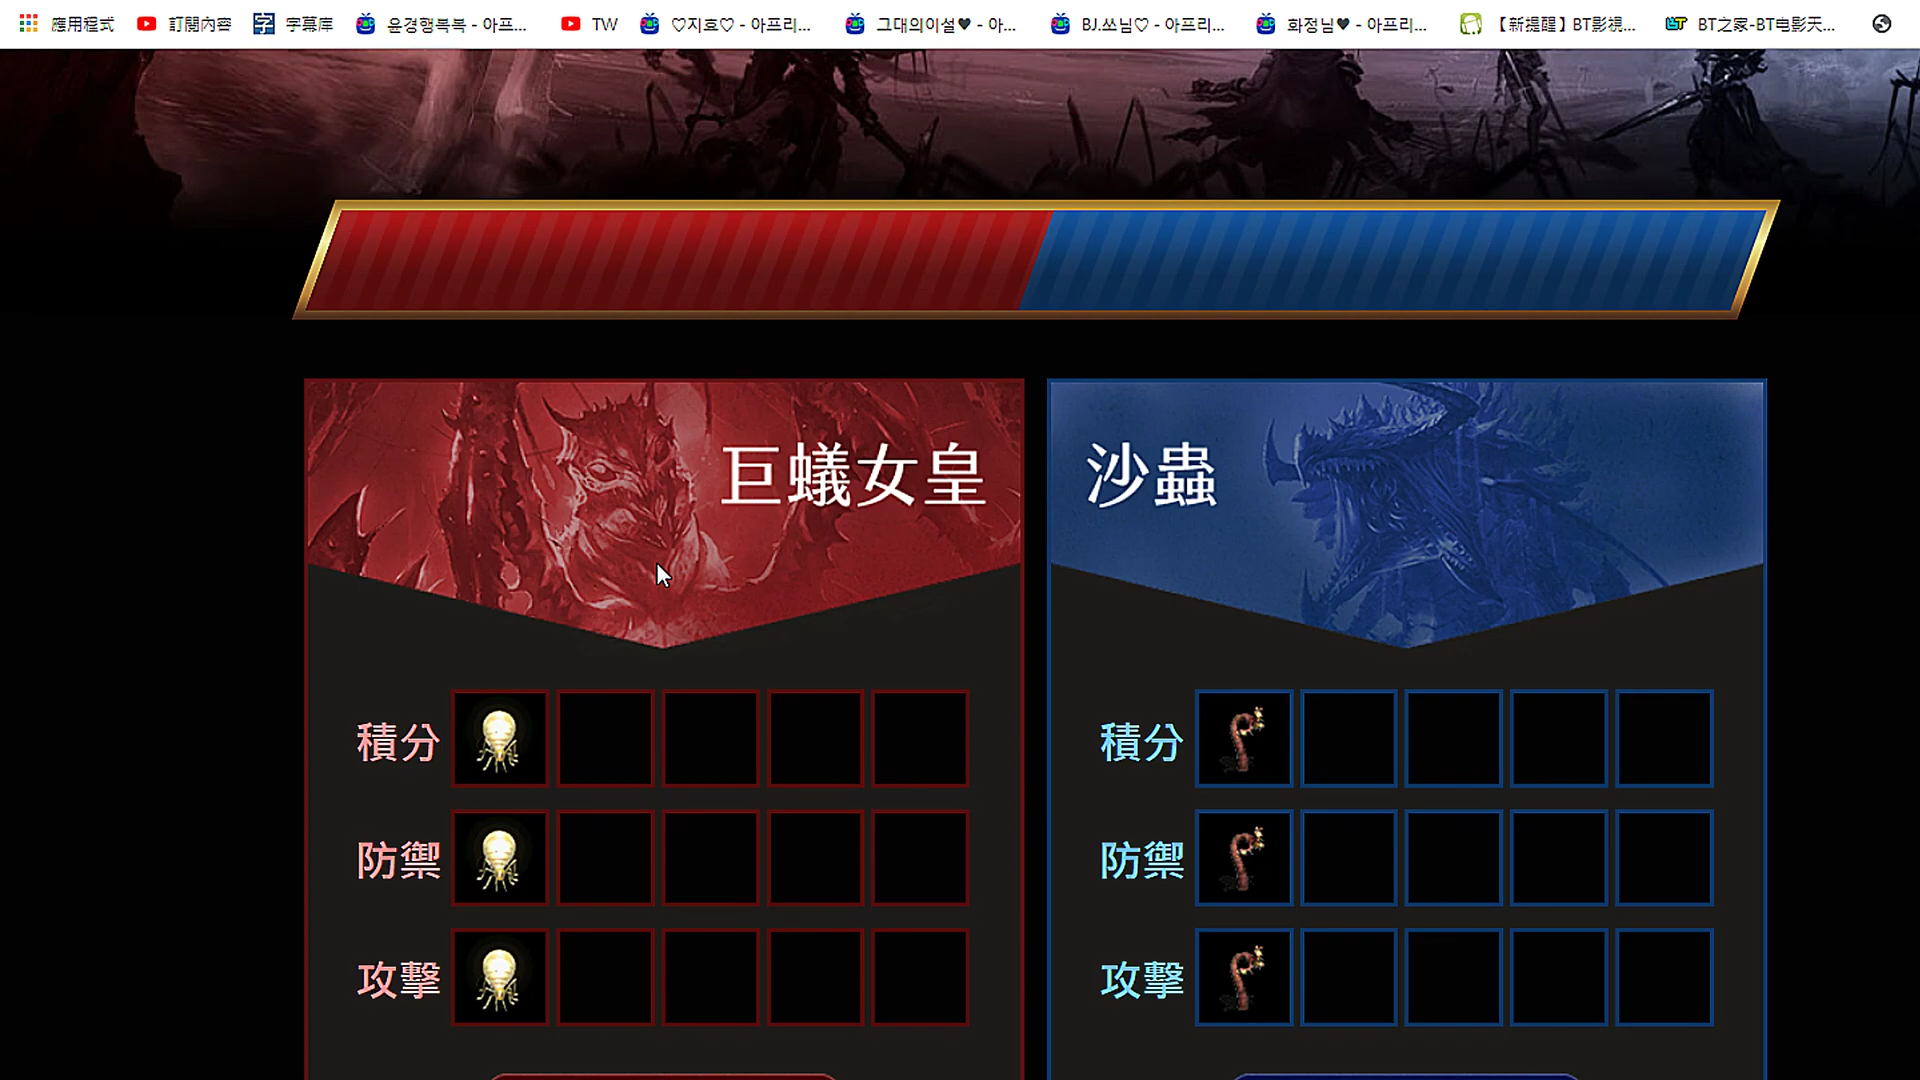 應用程式 訂閱內容 字幕庫 윤경행복복 - 아프... TW ♡지효♡ - 아프리... 그대의이설♥ - 아... BJ.쏘님♡ - 아프리... 화정님♥ - 아프리... 【新提醒】BT影視... BT之家-BT电影天...
巨蟻女皇 沙蟲
積分 積分
防禦 防禦
攻擊 攻擊